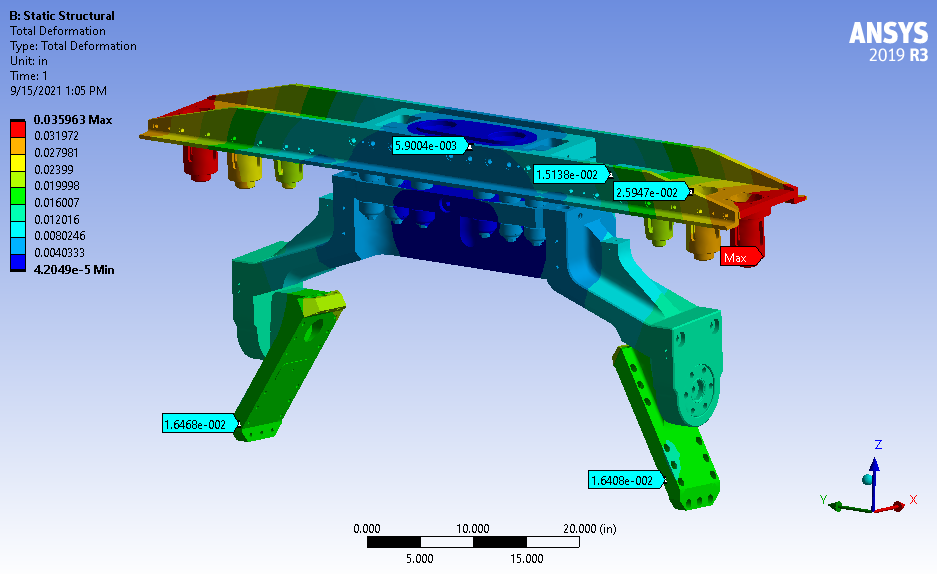 B: Static Structural
Total Deformation
Type: Total Deformation
Unit: in
Time: 1
9/15/2021 1:05 PM
ANSYS
2019 R3
0.035963 Max
0.031972
0.027981
0.02399
0.019998
0.016007
0.012016
0.0080246
0.0040333
4.2049e-5 Min
5.9004e-003
1.5138e-002
2.5947e-002
Max
1.6468e-002
1.6408e-002
Z
Y
X
0.000
10.000
20.000 (in)
5.000
15.000